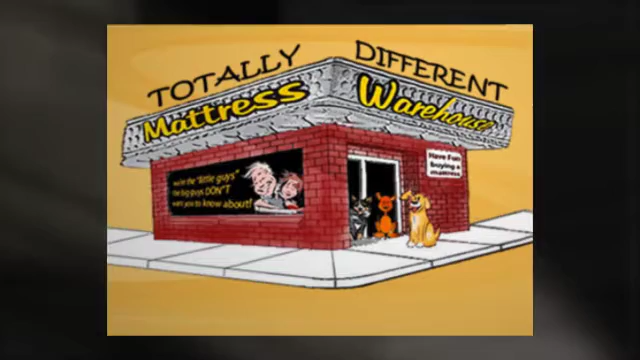 TOTALLY DIFFERENT
Mattress Warehouse
we're the "little guys"
the big guys DON'T
want you to know about!
Have Fun
buying a
mattress